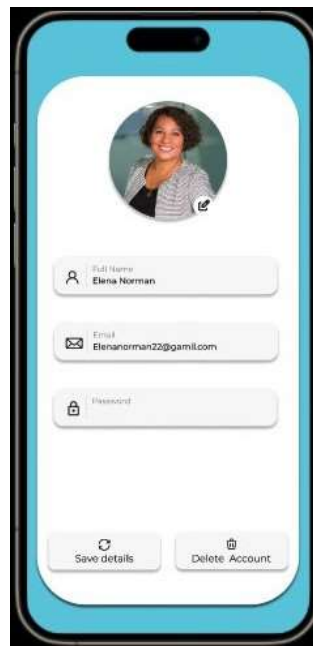 Full Name
Elena Norman
Email
Elenanorman22@gamil.com
Password
Save details
Delete Account